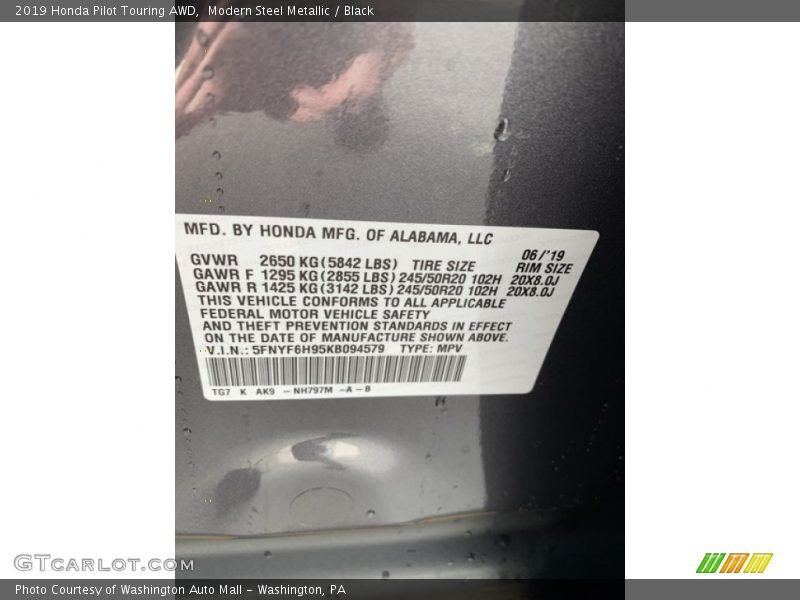 2019 Honda Pilot Touring AWD, Modern Steel Metallic / Black
MFD. BY HONDA MFG. OF ALABAMA, LLC
06/'19
GVWR 2650 KG(5842 LBS) TIRE SIZE RIM SIZE
GAWR F 1295 KG(2855 LBS) 245/50R20 102H 20X8.0J
GAWR R 1425 KG(3142 LBS) 245/50R20 102H 20X8.0J
THIS VEHICLE CONFORMS TO ALL APPLICABLE
FEDERAL MOTOR VEHICLE SAFETY
AND THEFT PREVENTION STANDARDS IN EFFECT
ON THE DATE OF MANUFACTURE SHOWN ABOVE.
V.I.N.: 5FNYF6H95KB094579 TYPE: MPV
TG7 K AK9 -NH797M -A-B
GTcarlot.com
Photo Courtesy of Washington Auto Mall - Washington, PA